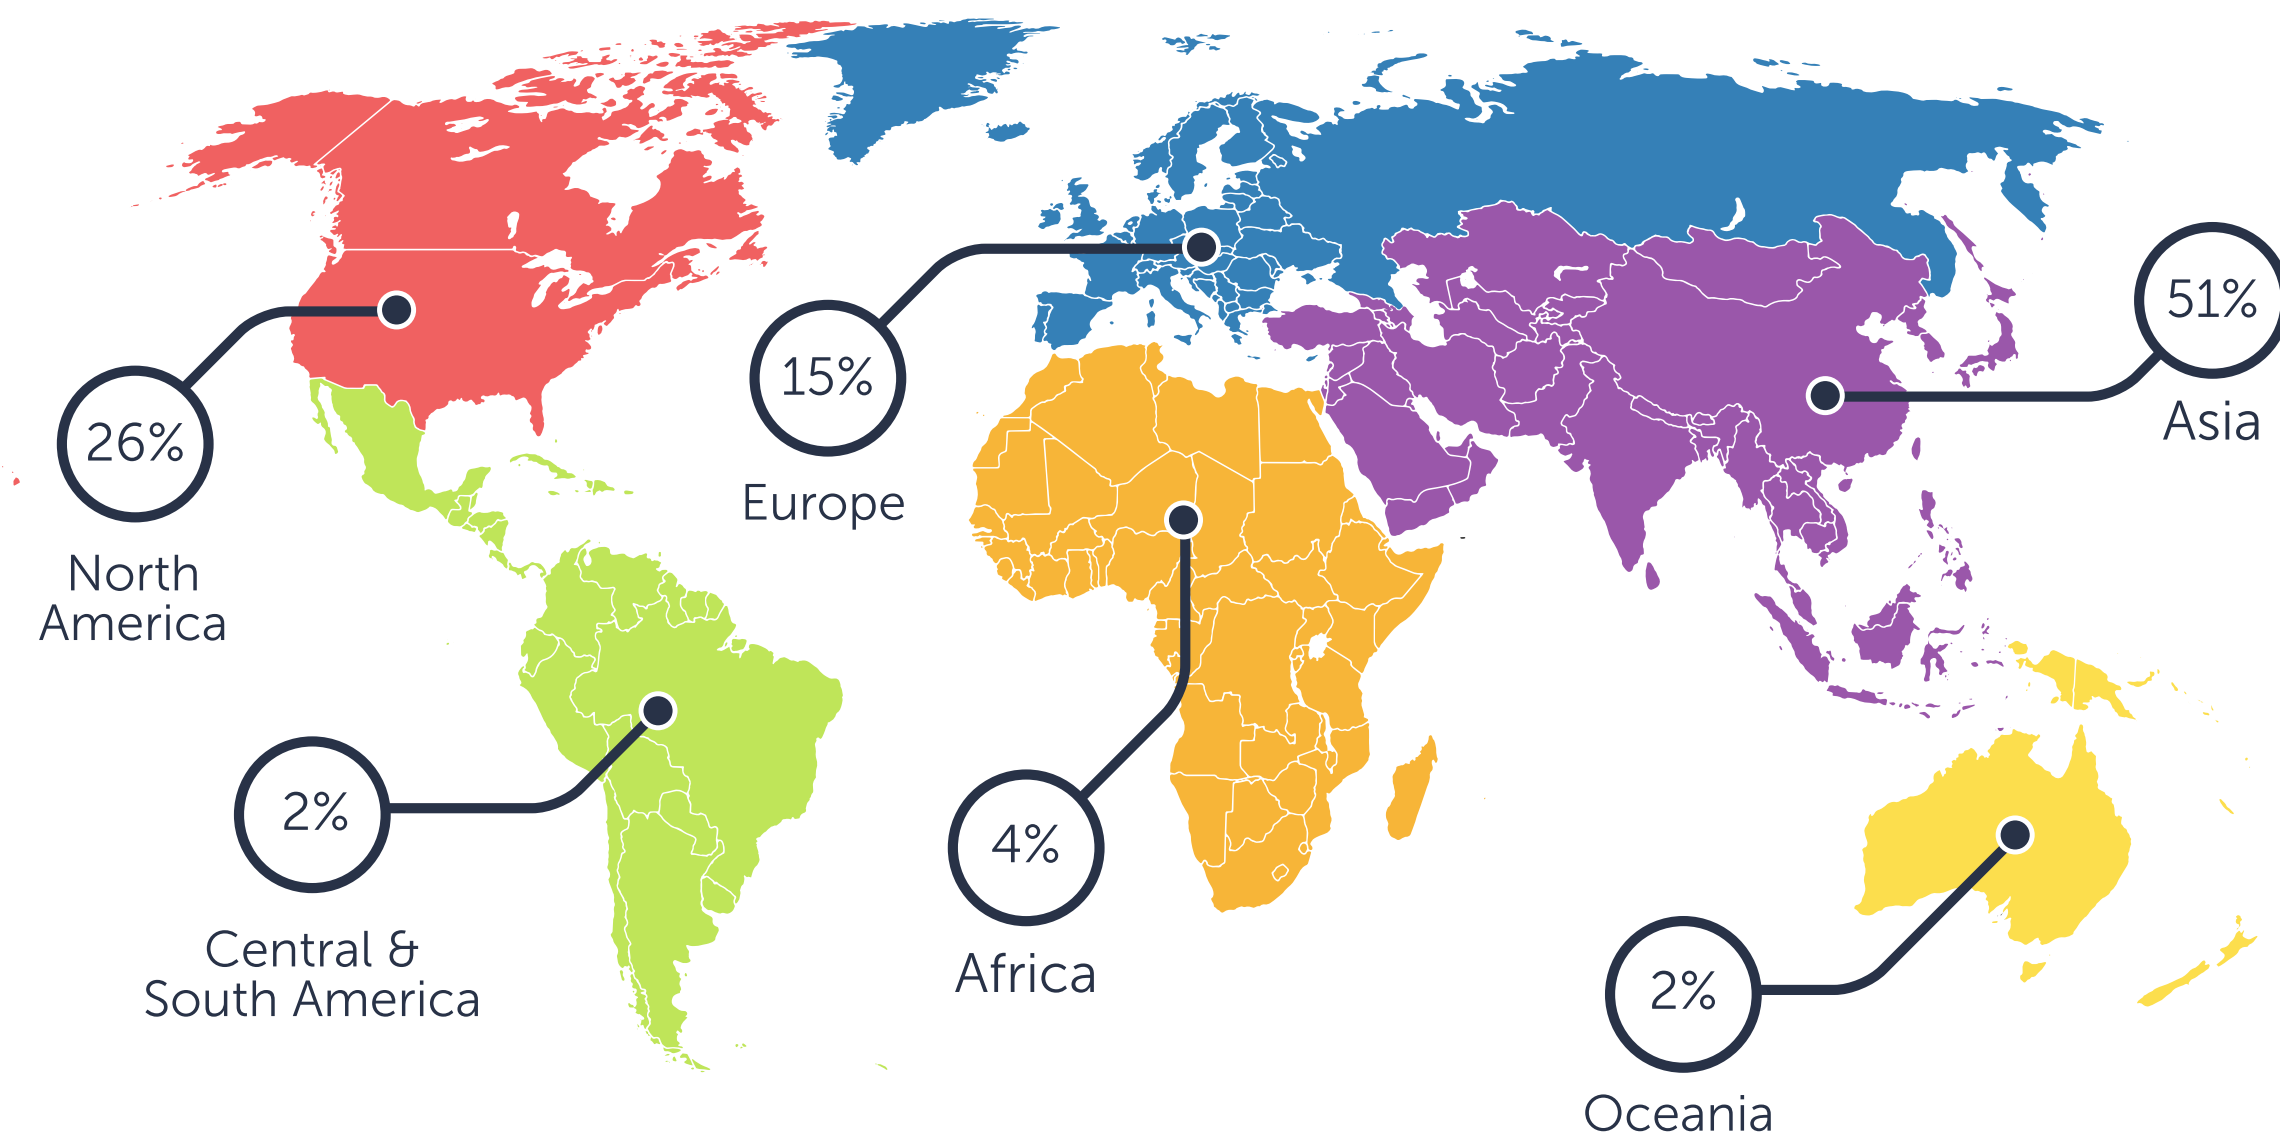 26%
North
America
15%
Europe
51%
Asia
2%
Central &
South America
4%
Africa
2%
Oceania